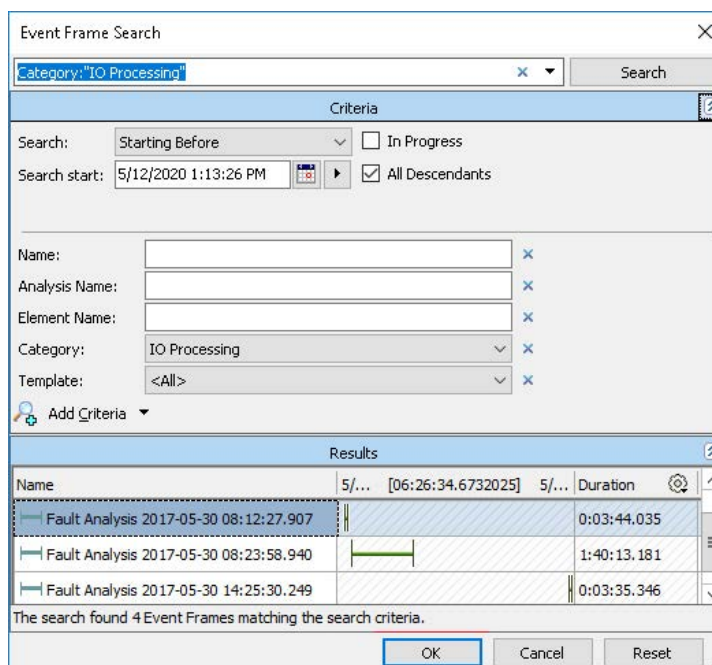 Event Frame Search
Category:"IO Processing" Search
Criteria
Search: Starting Before In Progress
Search start: 5/12/2020 1:13:26 PM All Descendants
Name:
Analysis Name:
Element Name:
Category: IO Processing
Template: <All>
Add Criteria
Results
Name 5/... [06:26:34.6732025] 5/... Duration
Fault Analysis 2017-05-30 08:12:27.907 0:03:44.035
Fault Analysis 2017-05-30 08:23:58.940 1:40:13.181
Fault Analysis 2017-05-30 14:25:30.249 0:03:35.346
The search found 4 Event Frames matching the search criteria.
OK Cancel Reset